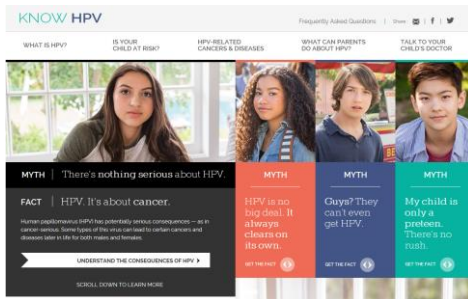 KNOW HPV
Frequently Asked Questions | Share
WHAT IS HPV?
IS YOUR
CHILD AT RISK?
HPV-RELATED
CANCERS & DISEASES
WHAT CAN PARENTS
DO ABOUT HPV?
TALK TO YOUR
CHILD'S DOCTOR
MYTH | There's nothing serious about HPV.
FACT | HPV. It's about cancer.
Human papillomavirus (HPV) has potentially serious consequences — as in
cancer-serious. Some types of this virus can lead to certain cancers and
diseases later in life for both males and females.
UNDERSTAND THE CONSEQUENCES OF HPV >
SCROLL DOWN TO LEARN MORE
MYTH
HPV is no
big deal. It
always
clears on
its own.
GET THE FACT
MYTH
Guys? They
can't even
get HPV.
GET THE FACT
MYTH
My child is
only a
preteen.
There's no
rush.
GET THE FACT